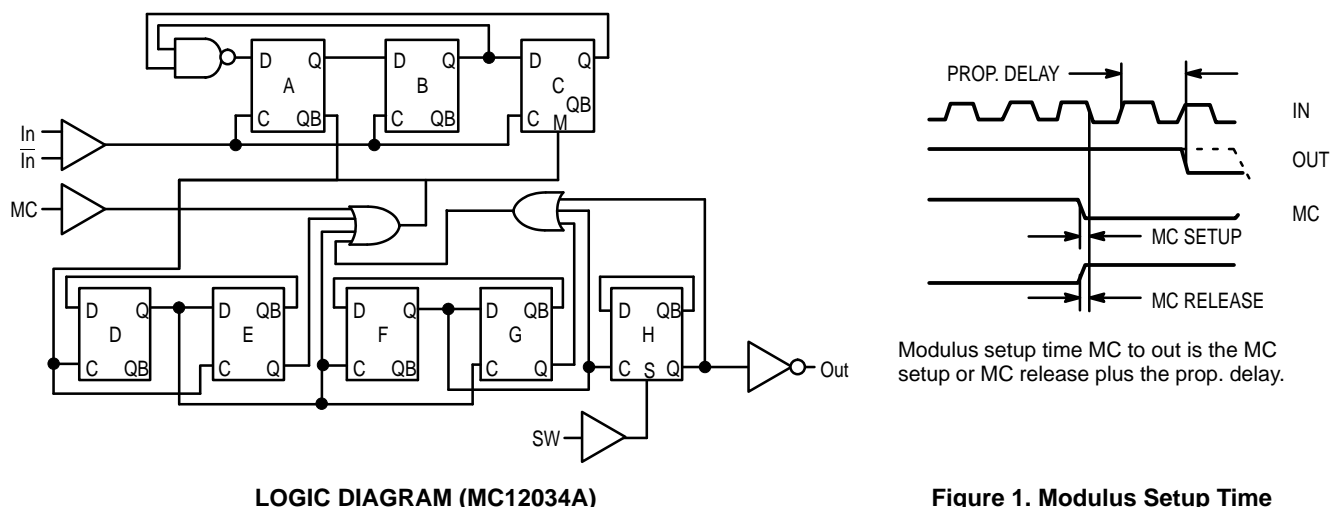 D Q
A
C QB
D Q
B
C QB
D Q
C
QB
C M
In
In
MC
D Q
D
C QB
D QB
E
C Q
D Q
F
C QB
D QB
G
C Q
D QB
H
C S Q
Out
SW
LOGIC DIAGRAM (MC12034A)
PROP. DELAY
IN
OUT
MC
MC SETUP
MC RELEASE
Modulus setup time MC to out is the MC
setup or MC release plus the prop. delay.
Figure 1. Modulus Setup Time